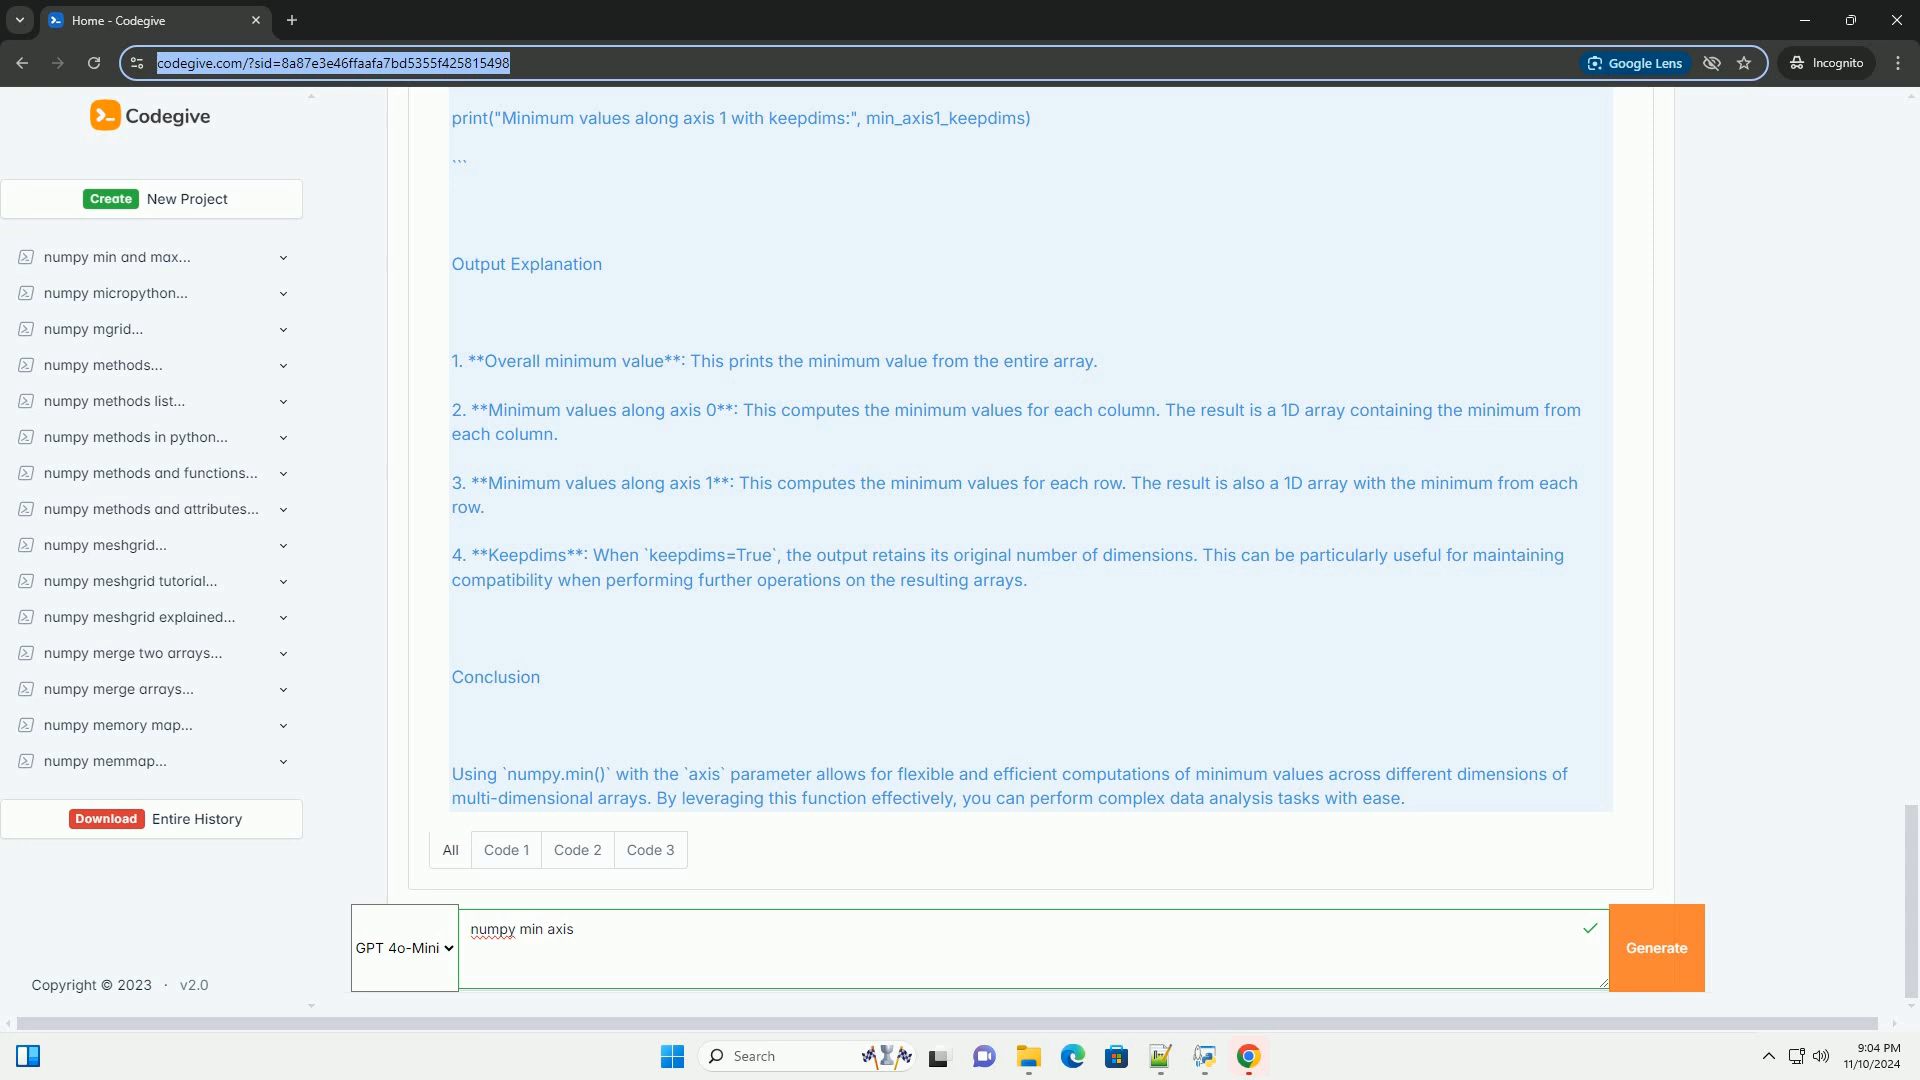 Home - Codegive
codegive.com/?sid=8a87e3e46ffaafa7bd5355f425815498
Google Lens
Incognito
Codegive
Create New Project
numpy min and max...
numpy micropython...
numpy mgrid...
numpy methods...
numpy methods list...
numpy methods in python...
numpy methods and functions...
numpy methods and attributes...
numpy meshgrid...
numpy meshgrid tutorial...
numpy meshgrid explained...
numpy merge two arrays...
numpy merge arrays...
numpy memory map...
numpy memmap...
Download Entire History
Copyright © 2023 · v2.0
print("Minimum values along axis 1 with keepdims:", min_axis1_keepdims)
```
Output Explanation
1. **Overall minimum value**: This prints the minimum value from the entire array.
2. **Minimum values along axis 0**: This computes the minimum values for each column. The result is a 1D array containing the minimum from
each column.
3. **Minimum values along axis 1**: This computes the minimum values for each row. The result is also a 1D array with the minimum from each
row.
4. **Keepdims**: When `keepdims=True`, the output retains its original number of dimensions. This can be particularly useful for maintaining
compatibility when performing further operations on the resulting arrays.
Conclusion
Using `numpy.min()` with the `axis` parameter allows for flexible and efficient computations of minimum values across different dimensions of
multi-dimensional arrays. By leveraging this function effectively, you can perform complex data analysis tasks with ease.
All Code 1 Code 2 Code 3
GPT 4o-Mini
numpy min axis
Generate
Search
9:04 PM
11/10/2024